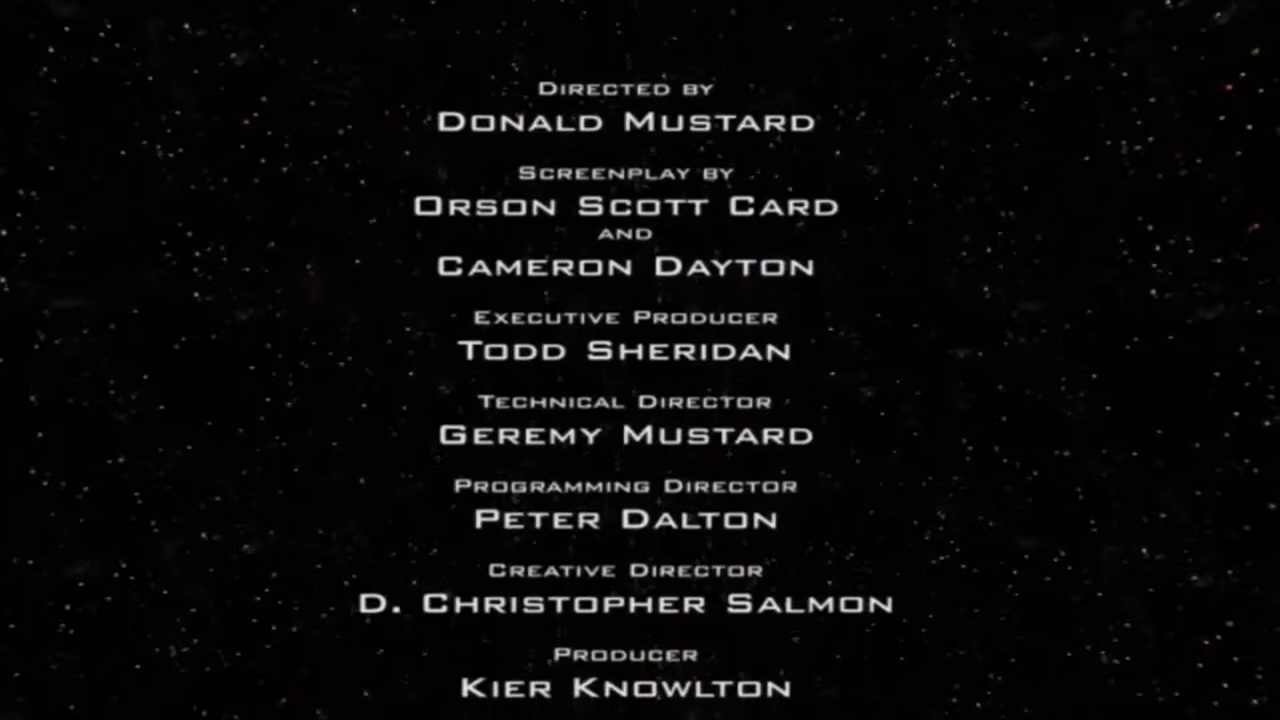 Directed by
Donald Mustard
Screenplay by
Orson Scott Card
and
Cameron Dayton
Executive Producer
Todd Sheridan
Technical Director
Geremy Mustard
Programming Director
Peter Dalton
Creative Director
D. Christopher Salmon
Producer
Kier Knowlton